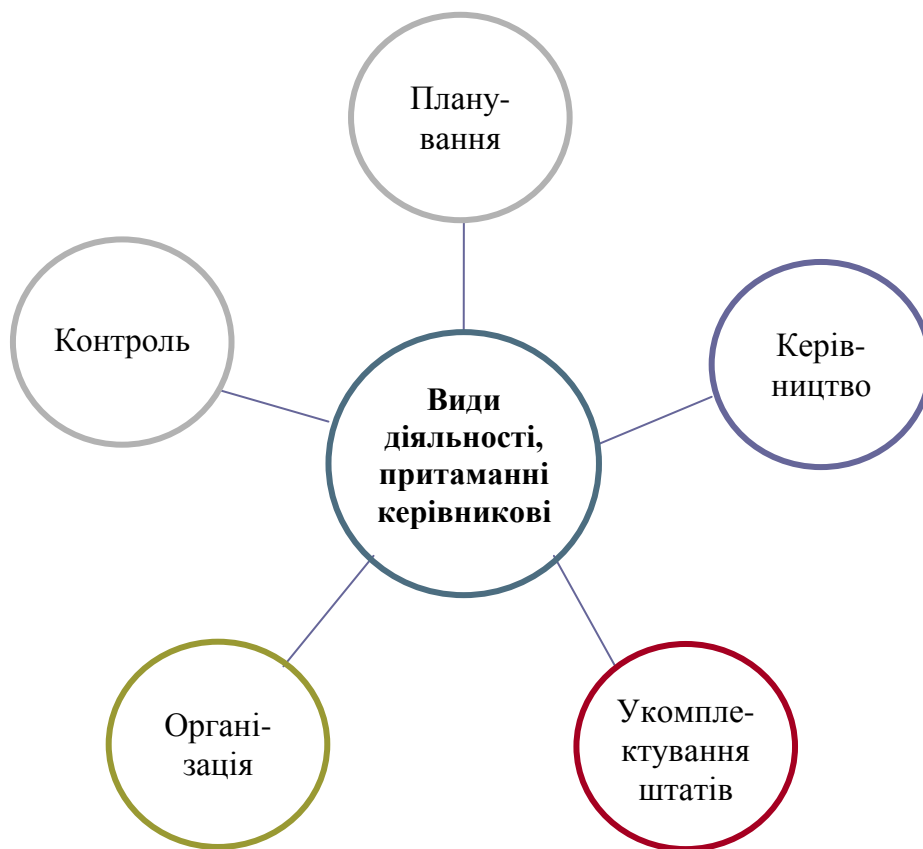 Плану-
вання
Контроль
Керів-
ництво
Види
діяльності,
притаманні
керівникові
Органі-
зація
Укомпле-
ктування
штатів